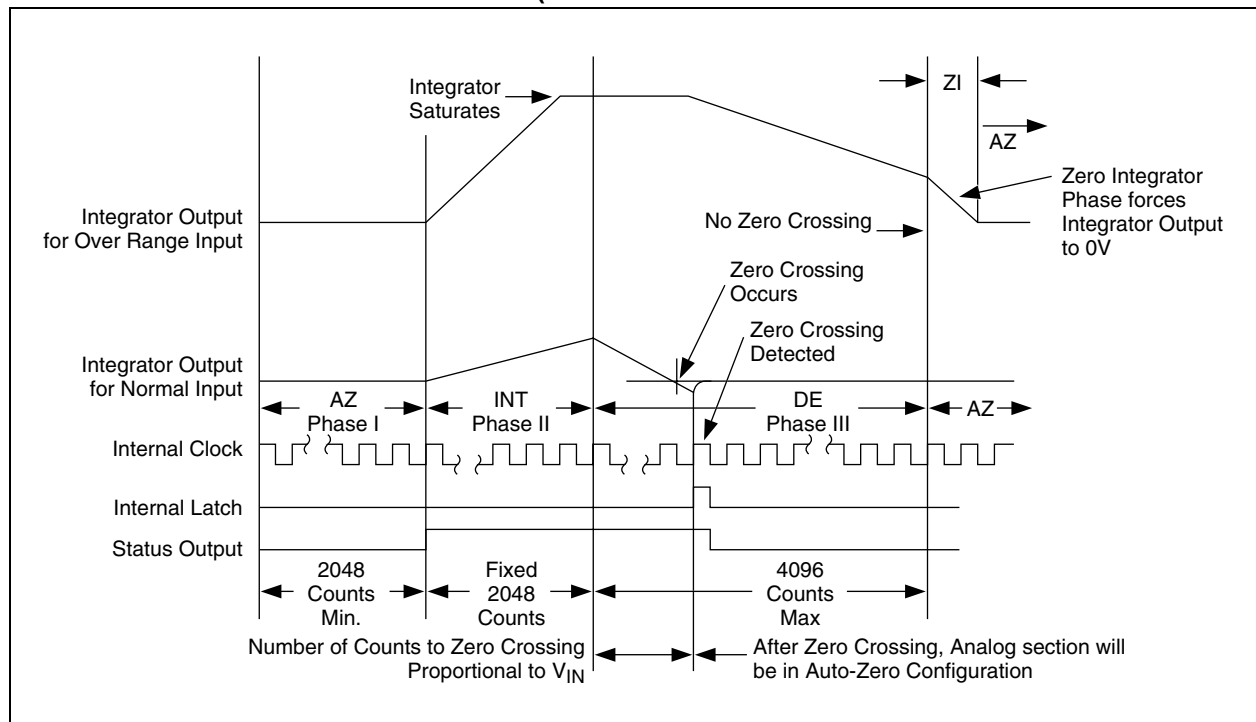 Integrator
Saturates
ZI
AZ
Zero Integrator
Phase forces
Integrator Output
to 0V
Integrator Output
for Over Range Input
No Zero Crossing
Zero Crossing
Occurs
Zero Crossing
Detected
Integrator Output
for Normal Input
AZ
Phase I
INT
Phase II
DE
Phase III
AZ
Internal Clock
Internal Latch
Status Output
2048
Counts
Min.
Fixed
2048
Counts
4096
Counts
Max
Number of Counts to Zero Crossing
Proportional to VIN
After Zero Crossing, Analog section will
be in Auto-Zero Configuration